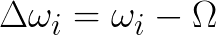 Δω_i = ω_i − Ω